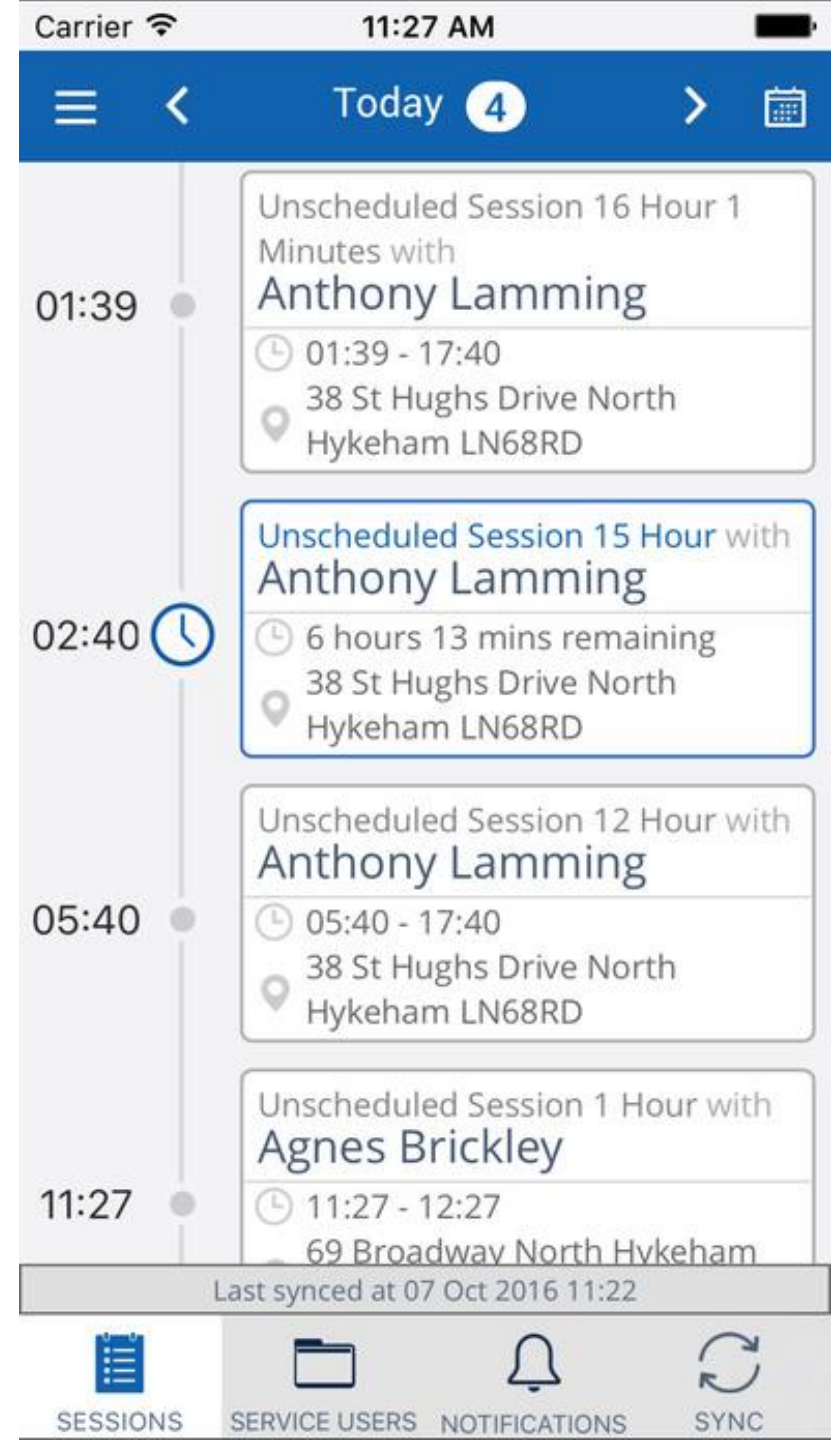 Carrier 11:27 AM
Today 4
Unscheduled Session 16 Hour 1
Minutes with
Anthony Lamming
01:39
01:39 - 17:40
38 St Hughs Drive North
Hykeham LN68RD
Unscheduled Session 15 Hour with
Anthony Lamming
02:40
6 hours 13 mins remaining
38 St Hughs Drive North
Hykeham LN68RD
Unscheduled Session 12 Hour with
Anthony Lamming
05:40
05:40 - 17:40
38 St Hughs Drive North
Hykeham LN68RD
Unscheduled Session 1 Hour with
Agnes Brickley
11:27
11:27 - 12:27
69 Broadway North Hykeham
Last synced at 07 Oct 2016 11:22
SESSIONS SERVICE USERS NOTIFICATIONS SYNC